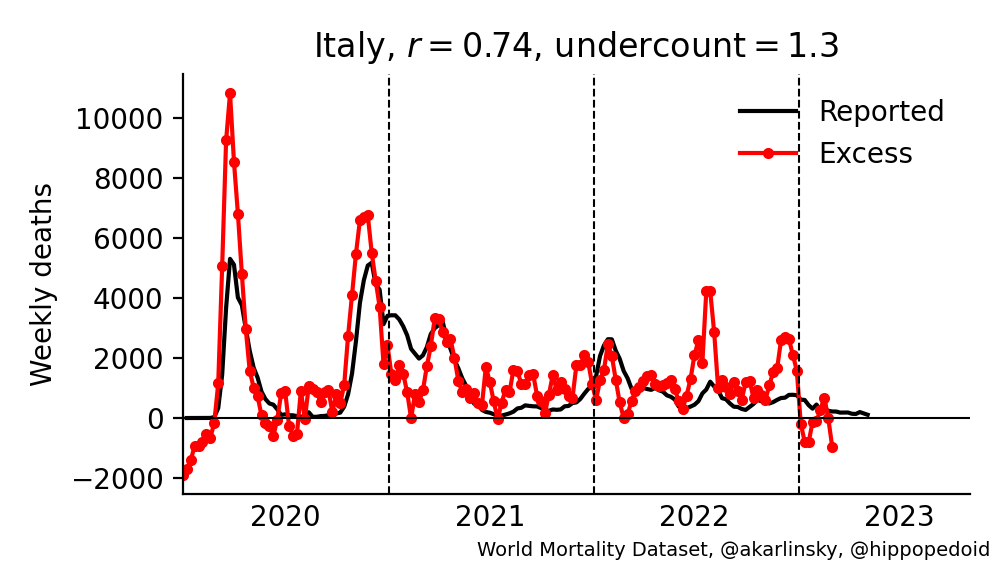 Italy, r = 0.74, undercount = 1.3
Reported
Excess
Weekly deaths
10000
8000
6000
4000
2000
0
−2000
2020 2021 2022 2023
World Mortality Dataset, @akarlinsky, @hippopedoid